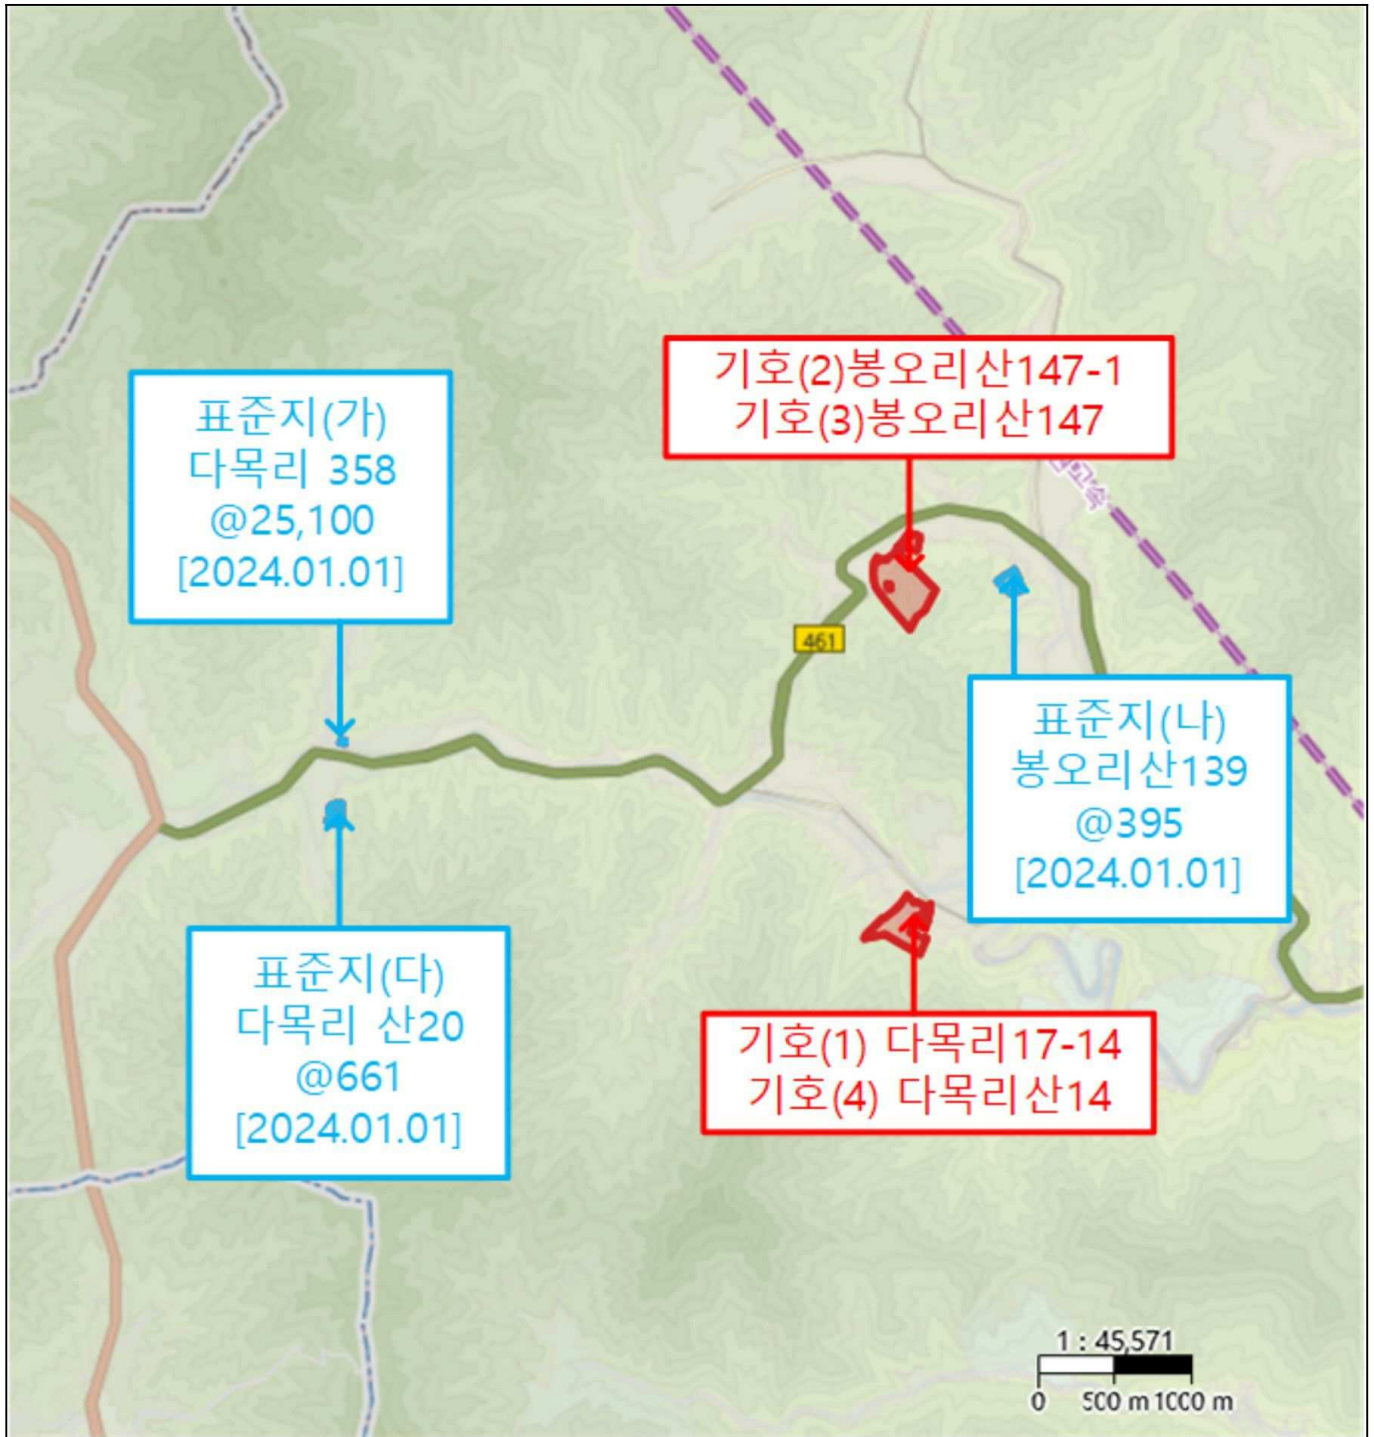 기호(2)봉오리산147-1
기호(3)봉오리산147
표준지(가)
다목리 358
@25,100
[2024.01.01]
고속
461
표준지(나)
봉오리산139
@395
[2024.01.01]
표준지(다)
다목리 산20
@661
[2024.01.01]
기호(1) 다목리17-14
기호(4) 다목리산14
1 : 45,571
0 500 m 1000 m